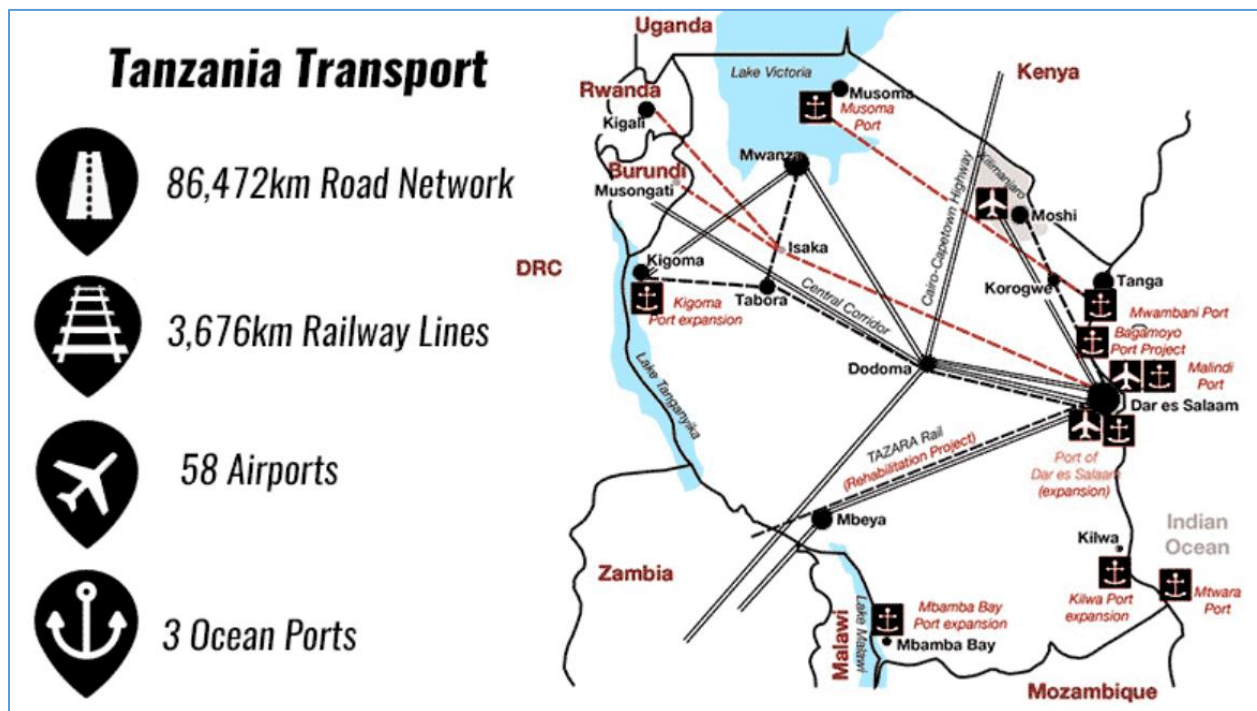 Tanzania Transport
86,472km Road Network
3,676km Railway Lines
58 Airports
3 Ocean Ports
Uganda
Lake Victoria
Kenya
Rwanda
Kigali
Musoma
Musoma
Port
Mwanza
Burundi
Musongati
Cairo-Capetown Highway
Kilimanjaro
Moshi
Isaka
DRC
Kigoma
Kigoma
Port expansion
Tabora
Central Corridor
Korogwe
Tanga
Mwambani Port
Bagamoyo
Port Project
Malindi
Port
Dodoma
Dar es Salaam
Lake Tanganyika
TAZARA Rail
(Rehabilitation Project)
Port of
Dar es Salaam
(expansion)
Mbeya
Indian
Ocean
Kilwa
Zambia
Kilwa Port
expansion
Mtwara
Port
Malawi
Lake Malawi
Mbamba Bay
Port expansion
Mbamba Bay
Mozambique